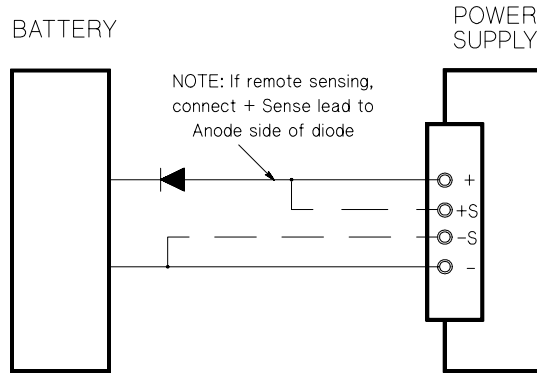 BATTERY
POWER
SUPPLY
NOTE: If remote sensing,
connect + Sense lead to
Anode side of diode
+
+S
-S
-